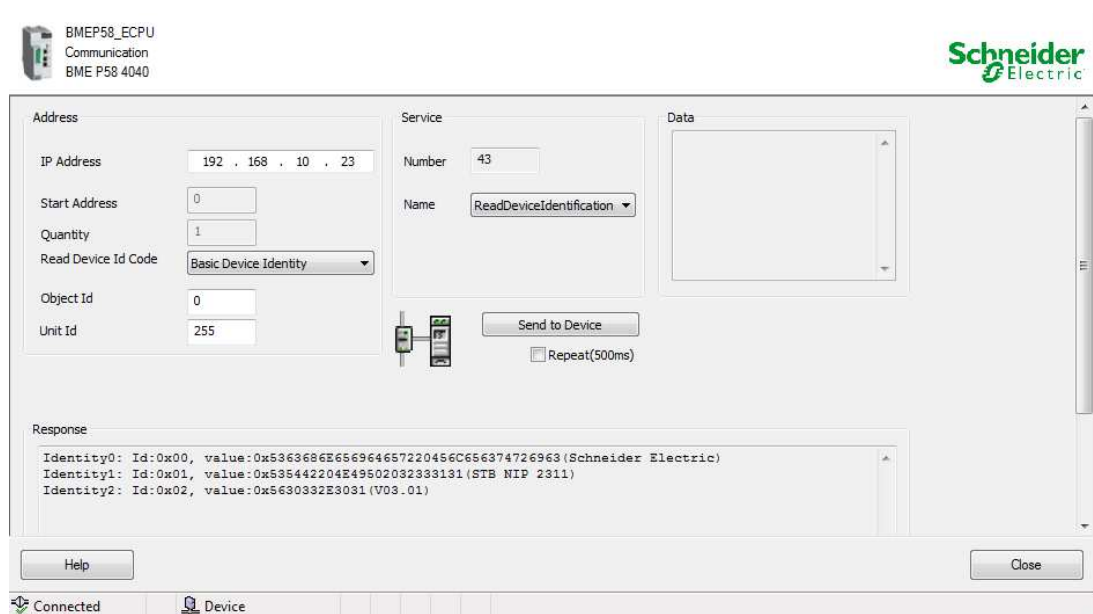 BMEP58_ECPU
Communication
BME P58 4040
Schneider
Electric
Address
Service
Data
IP Address
192 . 168 . 10 . 23
Number
43
Start Address
0
Name
ReadDeviceIdentification
Quantity
1
Read Device Id Code
Basic Device Identity
Object Id
0
Unit Id
255
Send to Device
Repeat(500ms)
Response
Identity0: Id:0x00, value:0x5363686E656964657220456C656374726963(Schneider Electric)
Identity1: Id:0x01, value:0x535442204E49502032333131(STB NIP 2311)
Identity2: Id:0x02, value:0x5630332E3031(V03.01)
Help
Close
Connected
Device